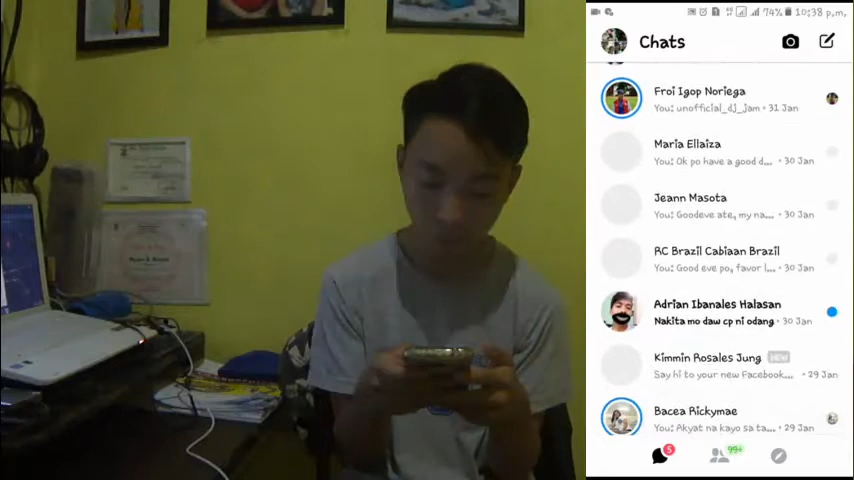 74% 10:38 p.m.
Chats
Froi Igop Noriega
You: unofficial_dj_jam • 31 Jan
Maria Ellaiza
You: Ok po have a good d... • 30 Jan
Jeann Masota
You: Goodeve ate, my na... • 30 Jan
RC Brazil Cabiaan Brazil
You: Good eve po, favor l... • 30 Jan
Adrian Ibanales Halasan
Nakita mo daw cp ni odang • 30 Jan
Kimmin Rosales Jung NEW
Say hi to your new Facebook... • 29 Jan
Bacea Rickymae
You: Akyat na kayo sa ta... • 29 Jan
5
99+